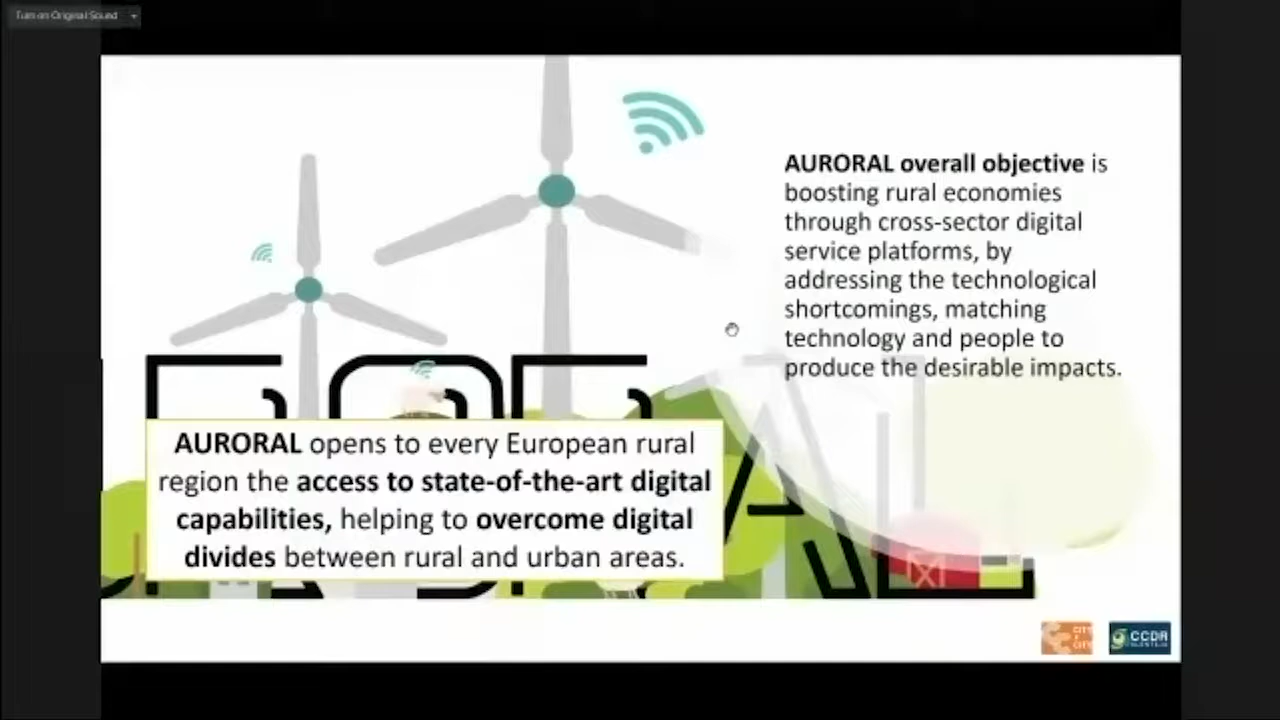 Turn on Original Sound
AURORAL overall objective is
boosting rural economies
through cross-sector digital
service platforms, by
addressing the technological
shortcomings, matching
technology and people to
produce the desirable impacts.
AURORAL opens to every European rural
region the access to state-of-the-art digital
capabilities, helping to overcome digital
divides between rural and urban areas.
CITY
CITY
CCDR